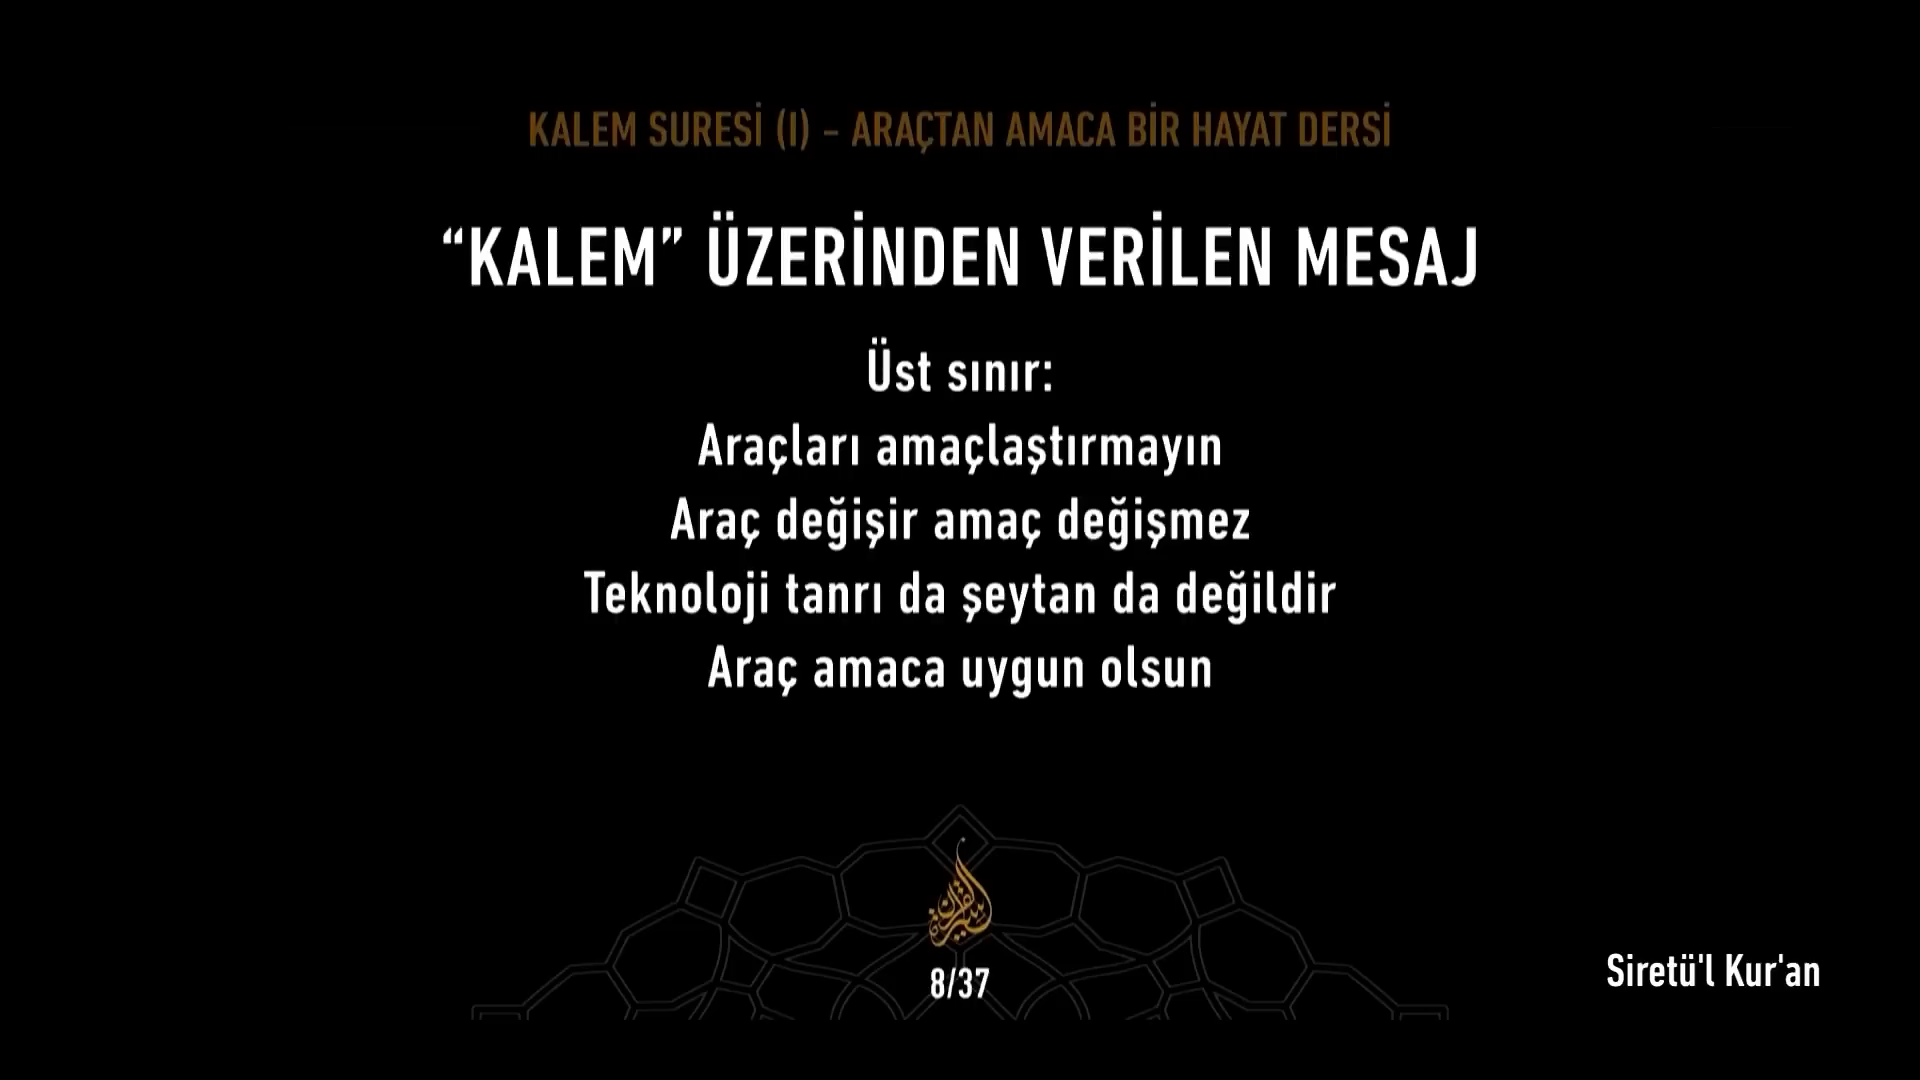 KALEM SURESİ (I) - ARAÇTAN AMACA BİR HAYAT DERSİ
“KALEM” ÜZERİNDEN VERİLEN MESAJ
Üst sınır:
Araçları amaçlaştırmayın
Araç değişir amaç değişmez
Teknoloji tanrı da şeytan da değildir
Araç amaca uygun olsun
8/37
Siretü'l Kur'an